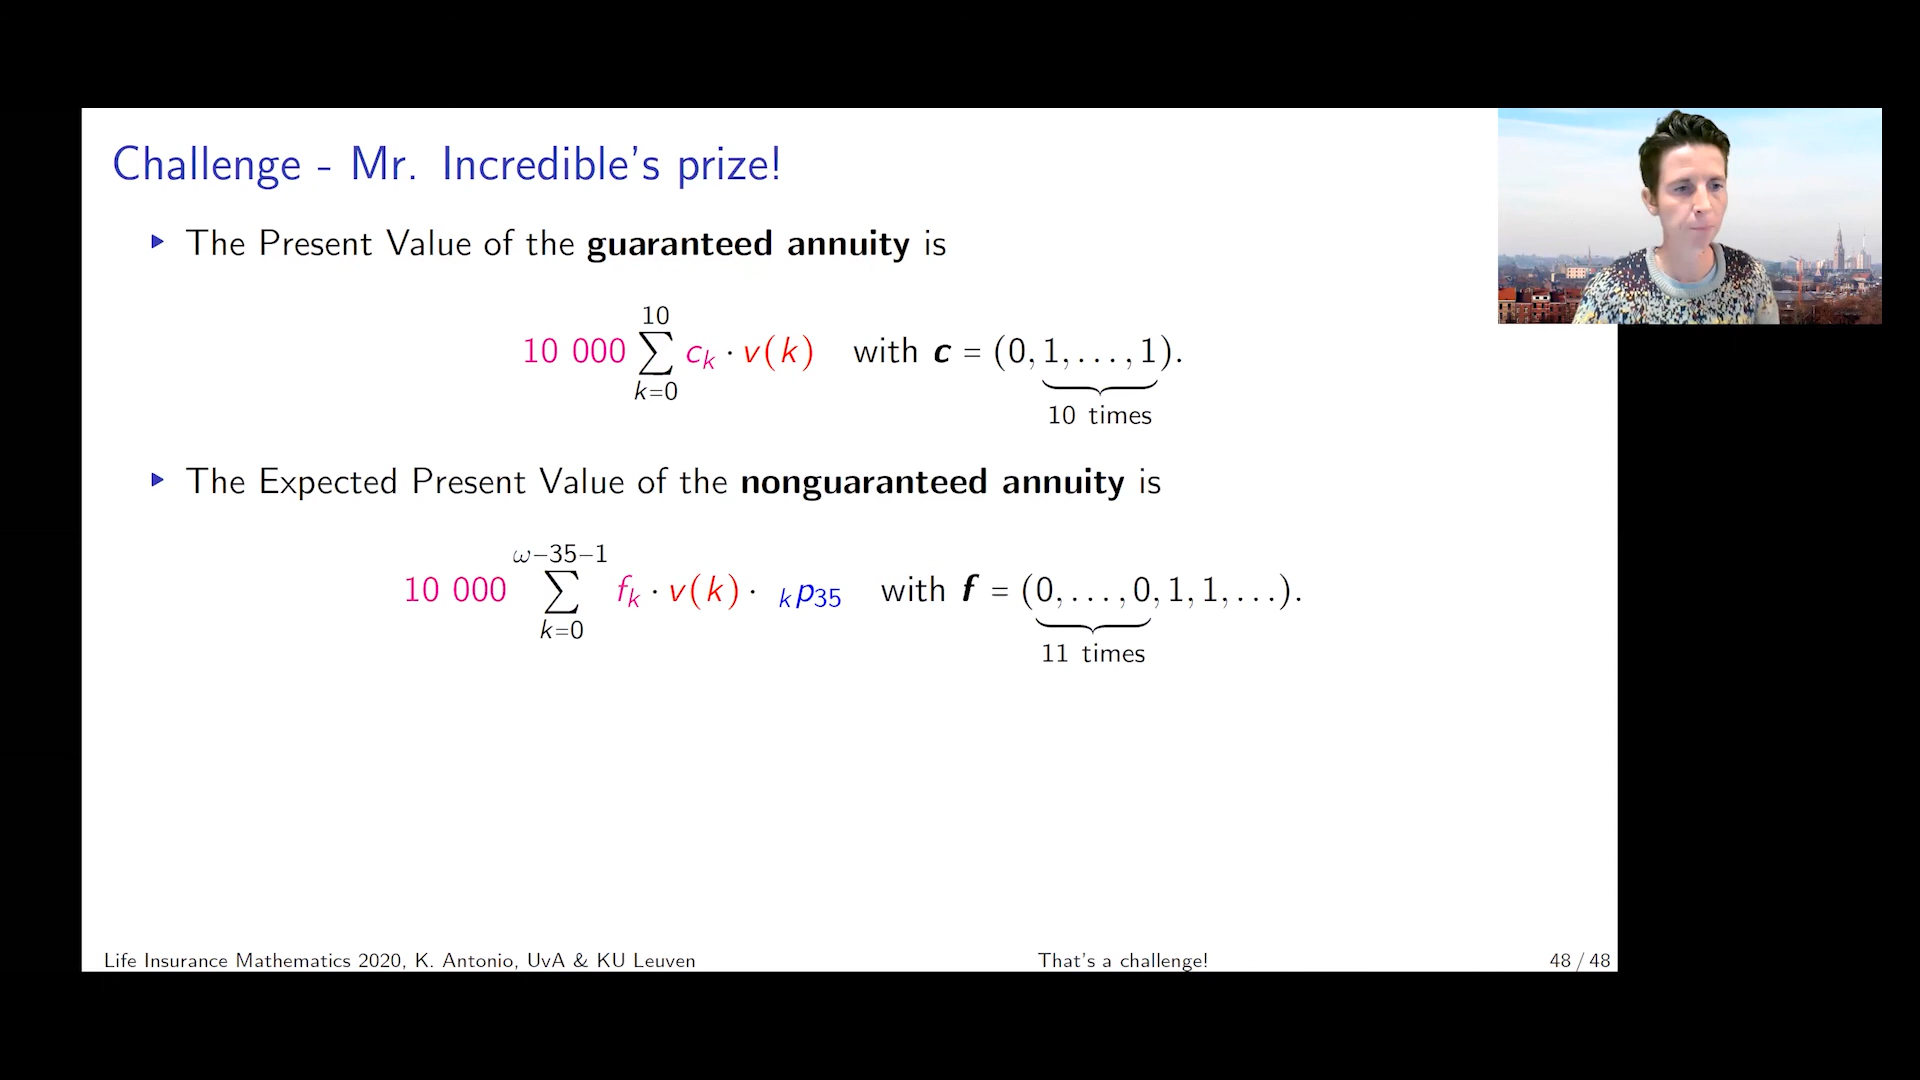 Challenge - Mr. Incredible's prize!
▸ The Present Value of the guaranteed annuity is
10 000 ∑_{k=0}^{10} c_k · v(k) with c = (0, 1, . . . , 1).
10 times
▸ The Expected Present Value of the nonguaranteed annuity is
10 000 ∑_{k=0}^{ω−35−1} f_k · v(k) · _kp_{35} with f = (0, . . . , 0, 1, 1, . . .).
11 times
Life Insurance Mathematics 2020, K. Antonio, UvA & KU Leuven
That's a challenge!
48 / 48